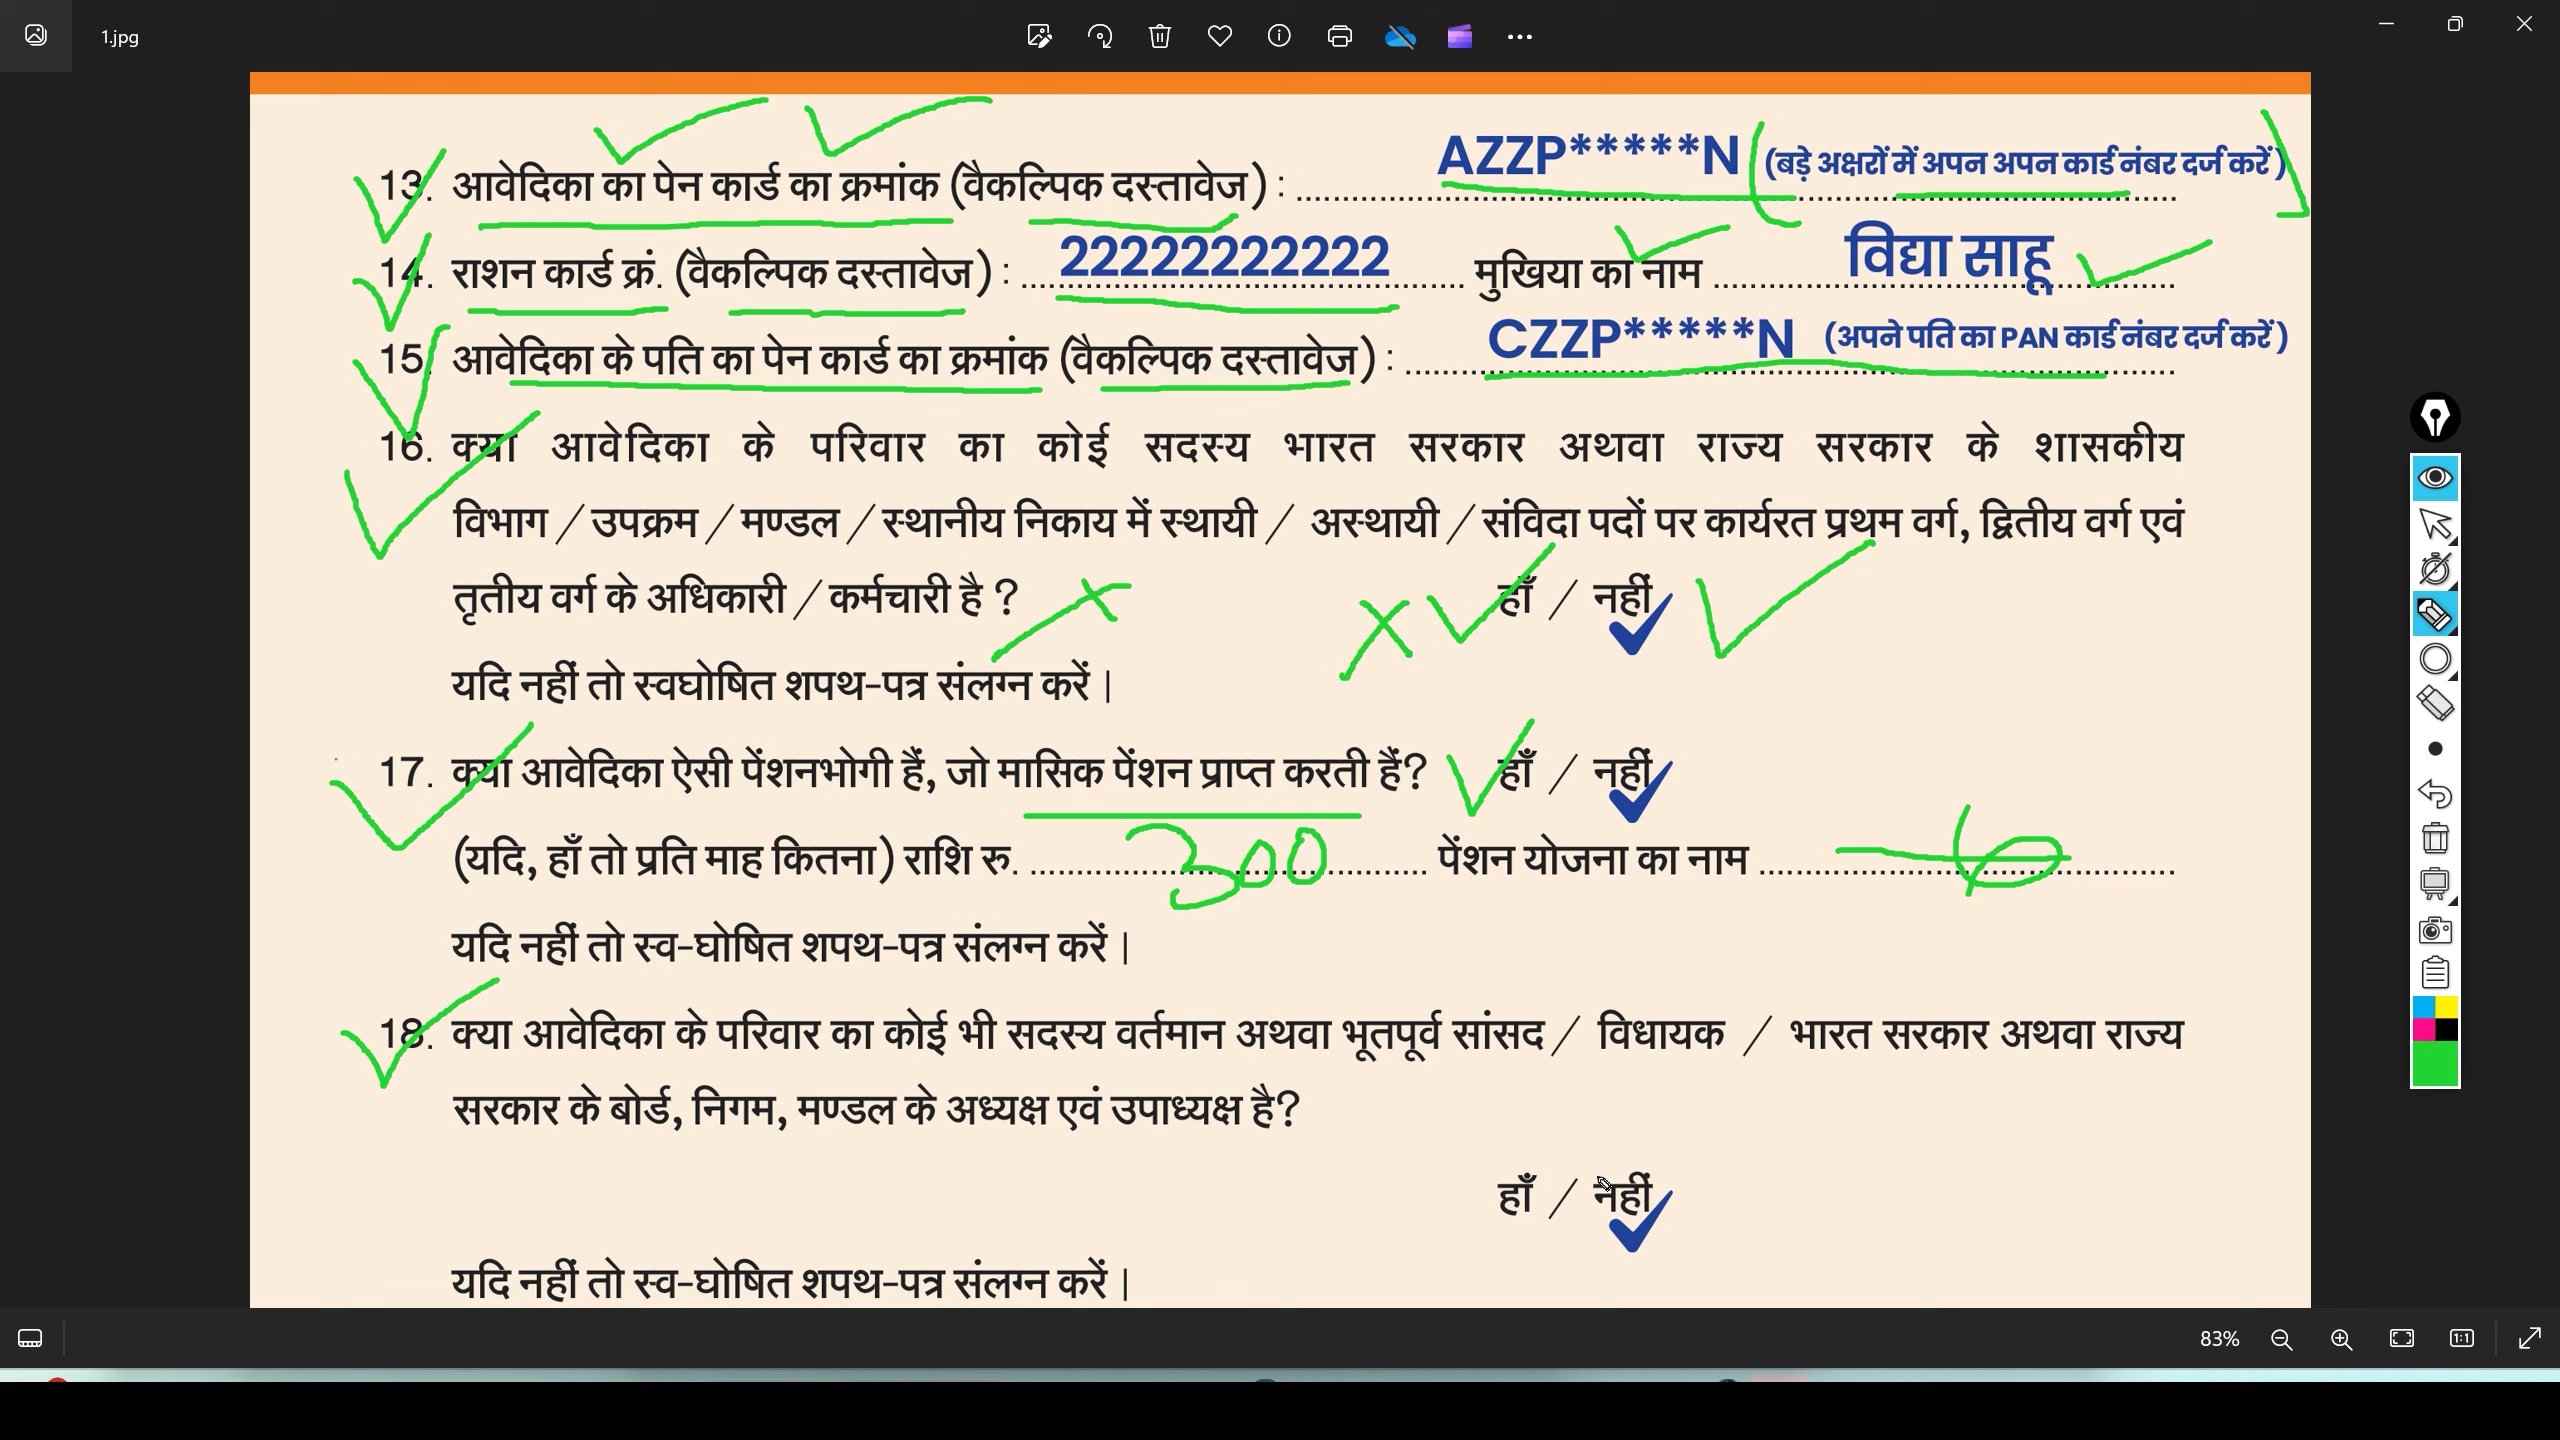 1.jpg
13. आवेदिका का पेन कार्ड का क्रमांक (वैकल्पिक दस्तावेज) : AZZP*****N (बड़े अक्षरों में अपन अपन कार्ड नंबर दर्ज करें)
14. राशन कार्ड क्रं. (वैकल्पिक दस्तावेज) : 22222222222 मुखिया का नाम विद्या साहू
15. आवेदिका के पति का पेन कार्ड का क्रमांक (वैकल्पिक दस्तावेज) : CZZP*****N (अपने पति का PAN कार्ड नंबर दर्ज करें)
16. क्या आवेदिका के परिवार का कोई सदस्य भारत सरकार अथवा राज्य सरकार के शासकीय
विभाग / उपक्रम / मण्डल / स्थानीय निकाय में स्थायी / अस्थायी / संविदा पदों पर कार्यरत प्रथम वर्ग, द्वितीय वर्ग एवं
तृतीय वर्ग के अधिकारी / कर्मचारी है ? हाँ / नहीं
यदि नहीं तो स्वघोषित शपथ-पत्र संलग्न करें |
17. क्या आवेदिका ऐसी पेंशनभोगी हैं, जो मासिक पेंशन प्राप्त करती हैं? हाँ / नहीं
(यदि, हाँ तो प्रति माह कितना) राशि रु. 300 पेंशन योजना का नाम
यदि नहीं तो स्व-घोषित शपथ-पत्र संलग्न करें |
18. क्या आवेदिका के परिवार का कोई भी सदस्य वर्तमान अथवा भूतपूर्व सांसद / विधायक / भारत सरकार अथवा राज्य
सरकार के बोर्ड, निगम, मण्डल के अध्यक्ष एवं उपाध्यक्ष है?
हाँ / नहीं
यदि नहीं तो स्व-घोषित शपथ-पत्र संलग्न करें |
83%
1:1